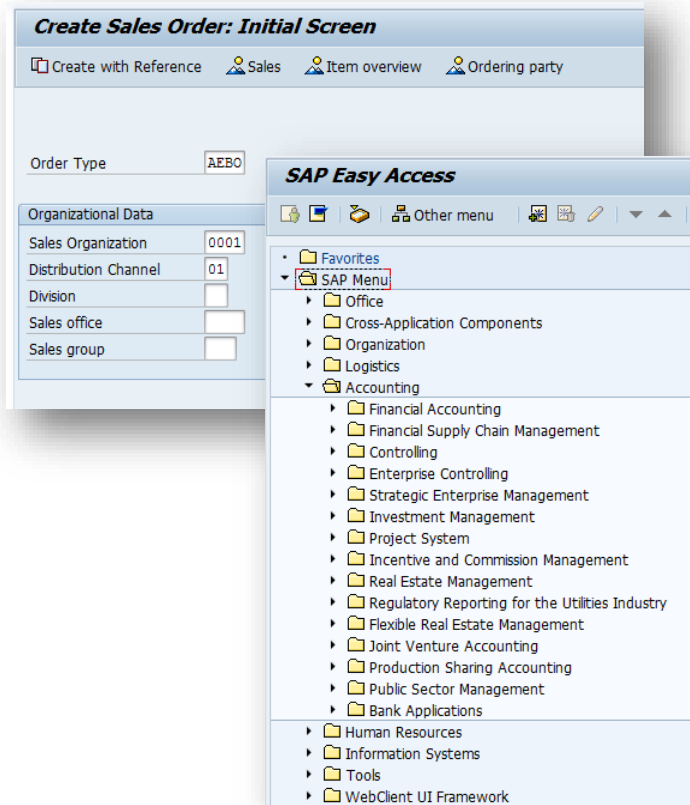 Create Sales Order: Initial Screen
Create with Reference Sales Item overview Ordering party
Order Type AEBO
Organizational Data
Sales Organization 0001
Distribution Channel 01
Division
Sales office
Sales group
SAP Easy Access
Other menu
Favorites
SAP Menu
Office
Cross-Application Components
Organization
Logistics
Accounting
Financial Accounting
Financial Supply Chain Management
Controlling
Enterprise Controlling
Strategic Enterprise Management
Investment Management
Project System
Incentive and Commission Management
Real Estate Management
Regulatory Reporting for the Utilities Industry
Flexible Real Estate Management
Joint Venture Accounting
Production Sharing Accounting
Public Sector Management
Bank Applications
Human Resources
Information Systems
Tools
WebClient UI Framework